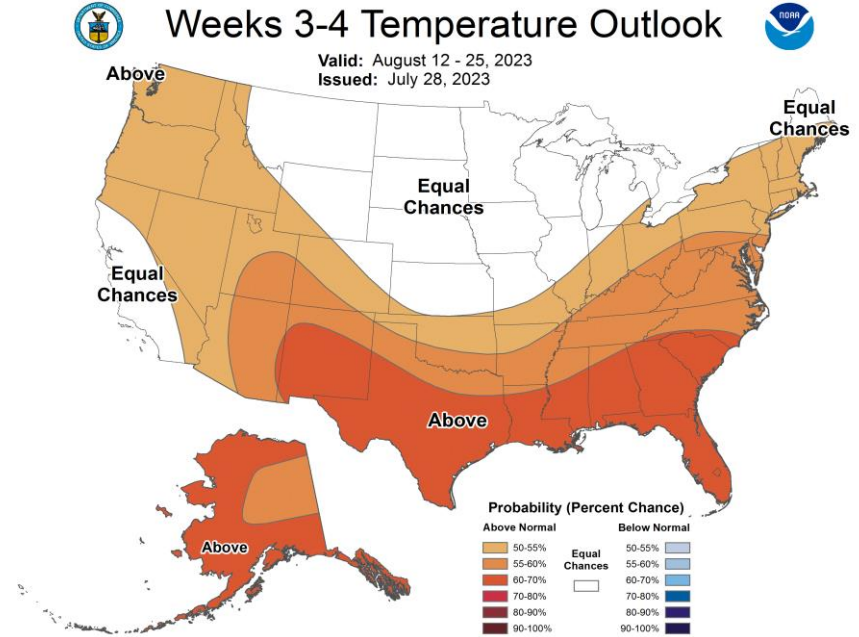 Weeks 3-4 Temperature Outlook
NOAA
Valid: August 12 - 25, 2023
Issued: July 28, 2023
Above
Equal
Chances
Equal
Chances
Equal
Chances
Above
Above
Probability (Percent Chance)
Above Normal
Below Normal
50-55%
55-60%
60-70%
70-80%
80-90%
90-100%
Equal
Chances
50-55%
55-60%
60-70%
70-80%
80-90%
90-100%